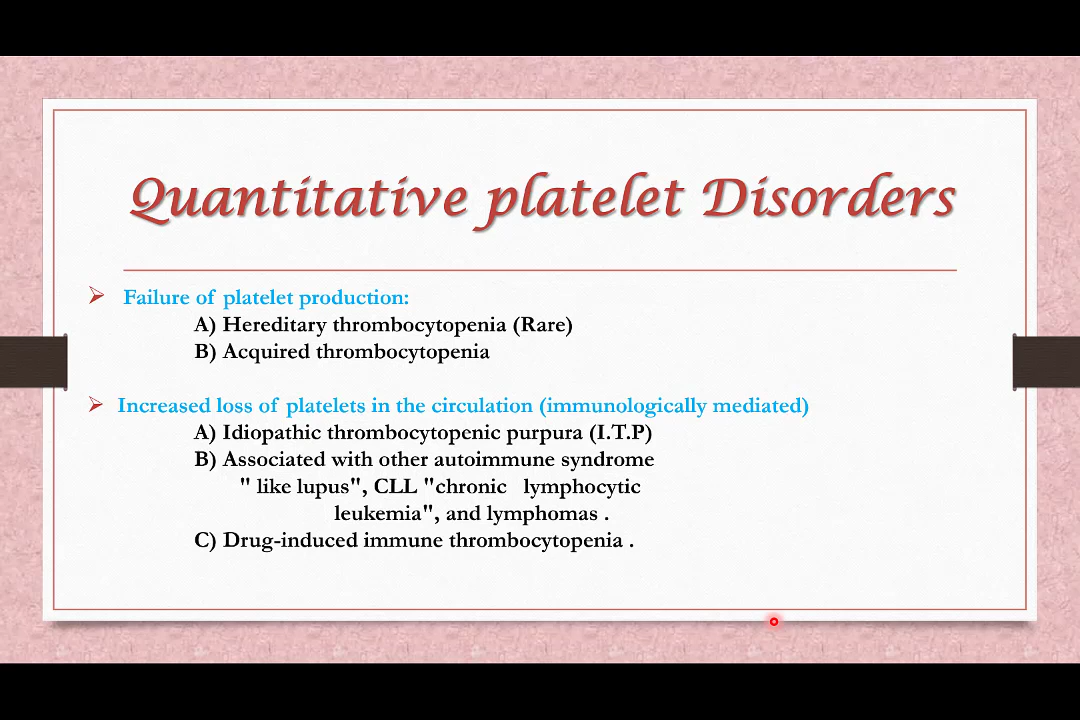 Quantitative platelet Disorders
➢ Failure of platelet production:
A) Hereditary thrombocytopenia (Rare)
B) Acquired thrombocytopenia
➢ Increased loss of platelets in the circulation (immunologically mediated)
A) Idiopathic thrombocytopenic purpura (I.T.P)
B) Associated with other autoimmune syndrome
" like lupus", CLL "chronic lymphocytic
leukemia", and lymphomas .
C) Drug-induced immune thrombocytopenia .